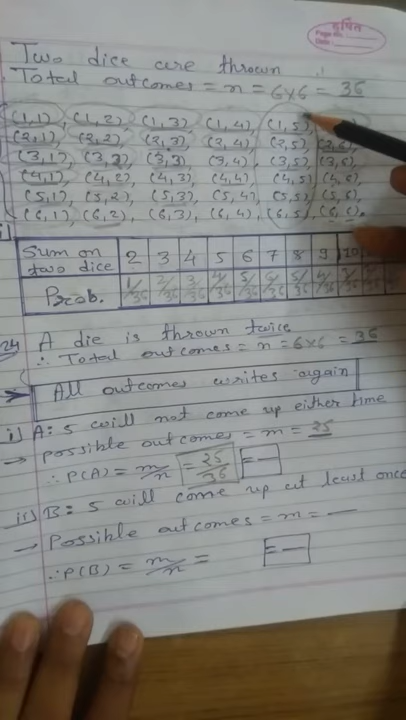 दुर्मित
Page No.
Date:
Two dice are thrown
Total outcomes = n = 6×6 = 36
(1,1), (1,2), (1,3), (1,4), (1,5),
(2,1), (2,2), (2,3), (2,4), (2,5), (2,6),
(3,1), (3,2), (3,3), (3,4), (3,5), (3,6),
(4,1), (4,2), (4,3), (4,4), (4,5), (4,6),
(5,1), (5,2), (5,3), (5,4), (5,5), (5,6),
(6,1), (6,2), (6,3), (6,4), (6,5), (6,6).
i]
Sum on two dice 2 3 4 5 6 7 8 9 10
Prob. 1/36 2/36 3/36 4/36 5/36 6/36 5/36 4/36 3/36
24 A die is thrown twice
∴ Total outcomes = n = 6×6 = 36
All outcomes writes again
i) A: 5 will not come up either time
→ possible outcomes = m = 25
∴ P(A) = m/n = 25/36 = —
ii) B: 5 will come up at least once
→ Possible outcomes = m = —
∴ P(B) = m/n = = —